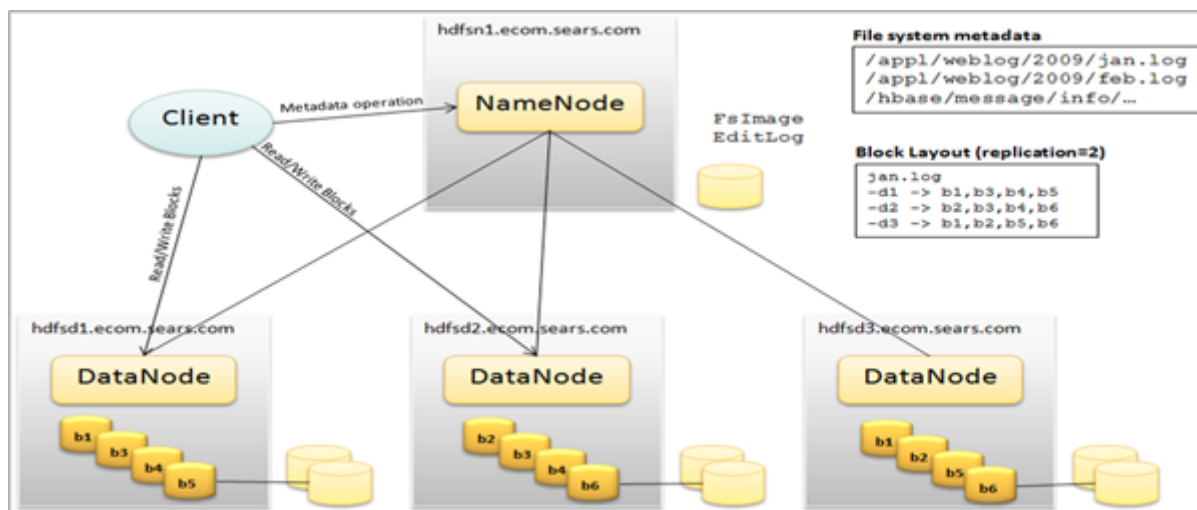 hdfsn1.ecom.sears.com
File system metadata
/appl/weblog/2009/jan.log
/appl/weblog/2009/feb.log
/hbase/message/info/…
Client
Metadata operation
NameNode
FsImage
EditLog
Block Layout (replication=2)
jan.log
-d1 -> b1,b3,b4,b5
-d2 -> b2,b3,b4,b6
-d3 -> b1,b2,b5,b6
Read/Write Blocks
Read/Write Blocks
hdfsd1.ecom.sears.com
DataNode
b1
b3
b4
b5
hdfsd2.ecom.sears.com
DataNode
b2
b3
b4
b6
hdfsd3.ecom.sears.com
DataNode
b1
b2
b5
b6